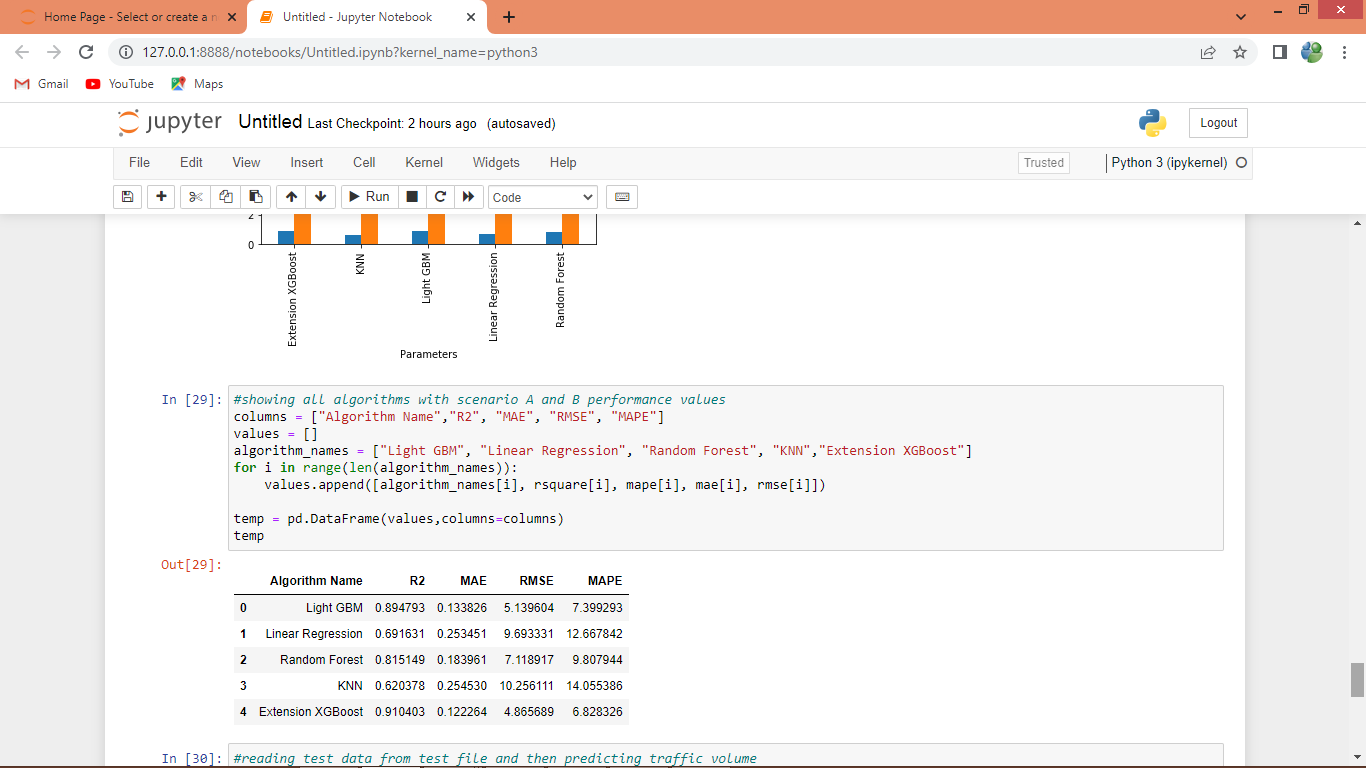 Home Page - Select or create a n
Untitled - Jupyter Notebook
127.0.0.1:8888/notebooks/Untitled.ipynb?kernel_name=python3
Gmail
YouTube
Maps
jupyter Untitled Last Checkpoint: 2 hours ago (autosaved)
Logout
File Edit View Insert Cell Kernel Widgets Help
Trusted
Python 3 (ipykernel)
Run
Code
2
0
Extension XGBoost
KNN
Light GBM
Linear Regression
Random Forest
Parameters
In [29]:
#showing all algorithms with scenario A and B performance values
columns = ["Algorithm Name","R2", "MAE", "RMSE", "MAPE"]
values = []
algorithm_names = ["Light GBM", "Linear Regression", "Random Forest", "KNN","Extension XGBoost"]
for i in range(len(algorithm_names)):
    values.append([algorithm_names[i], rsquare[i], mape[i], mae[i], rmse[i]])
temp = pd.DataFrame(values,columns=columns)
temp
Out[29]:
Algorithm Name R2 MAE RMSE MAPE
0 Light GBM 0.894793 0.133826 5.139604 7.399293
1 Linear Regression 0.691631 0.253451 9.693331 12.667842
2 Random Forest 0.815149 0.183961 7.118917 9.807944
3 KNN 0.620378 0.254530 10.256111 14.055386
4 Extension XGBoost 0.910403 0.122264 4.865689 6.828326
In [30]: #reading test data from test file and then predicting traffic volume